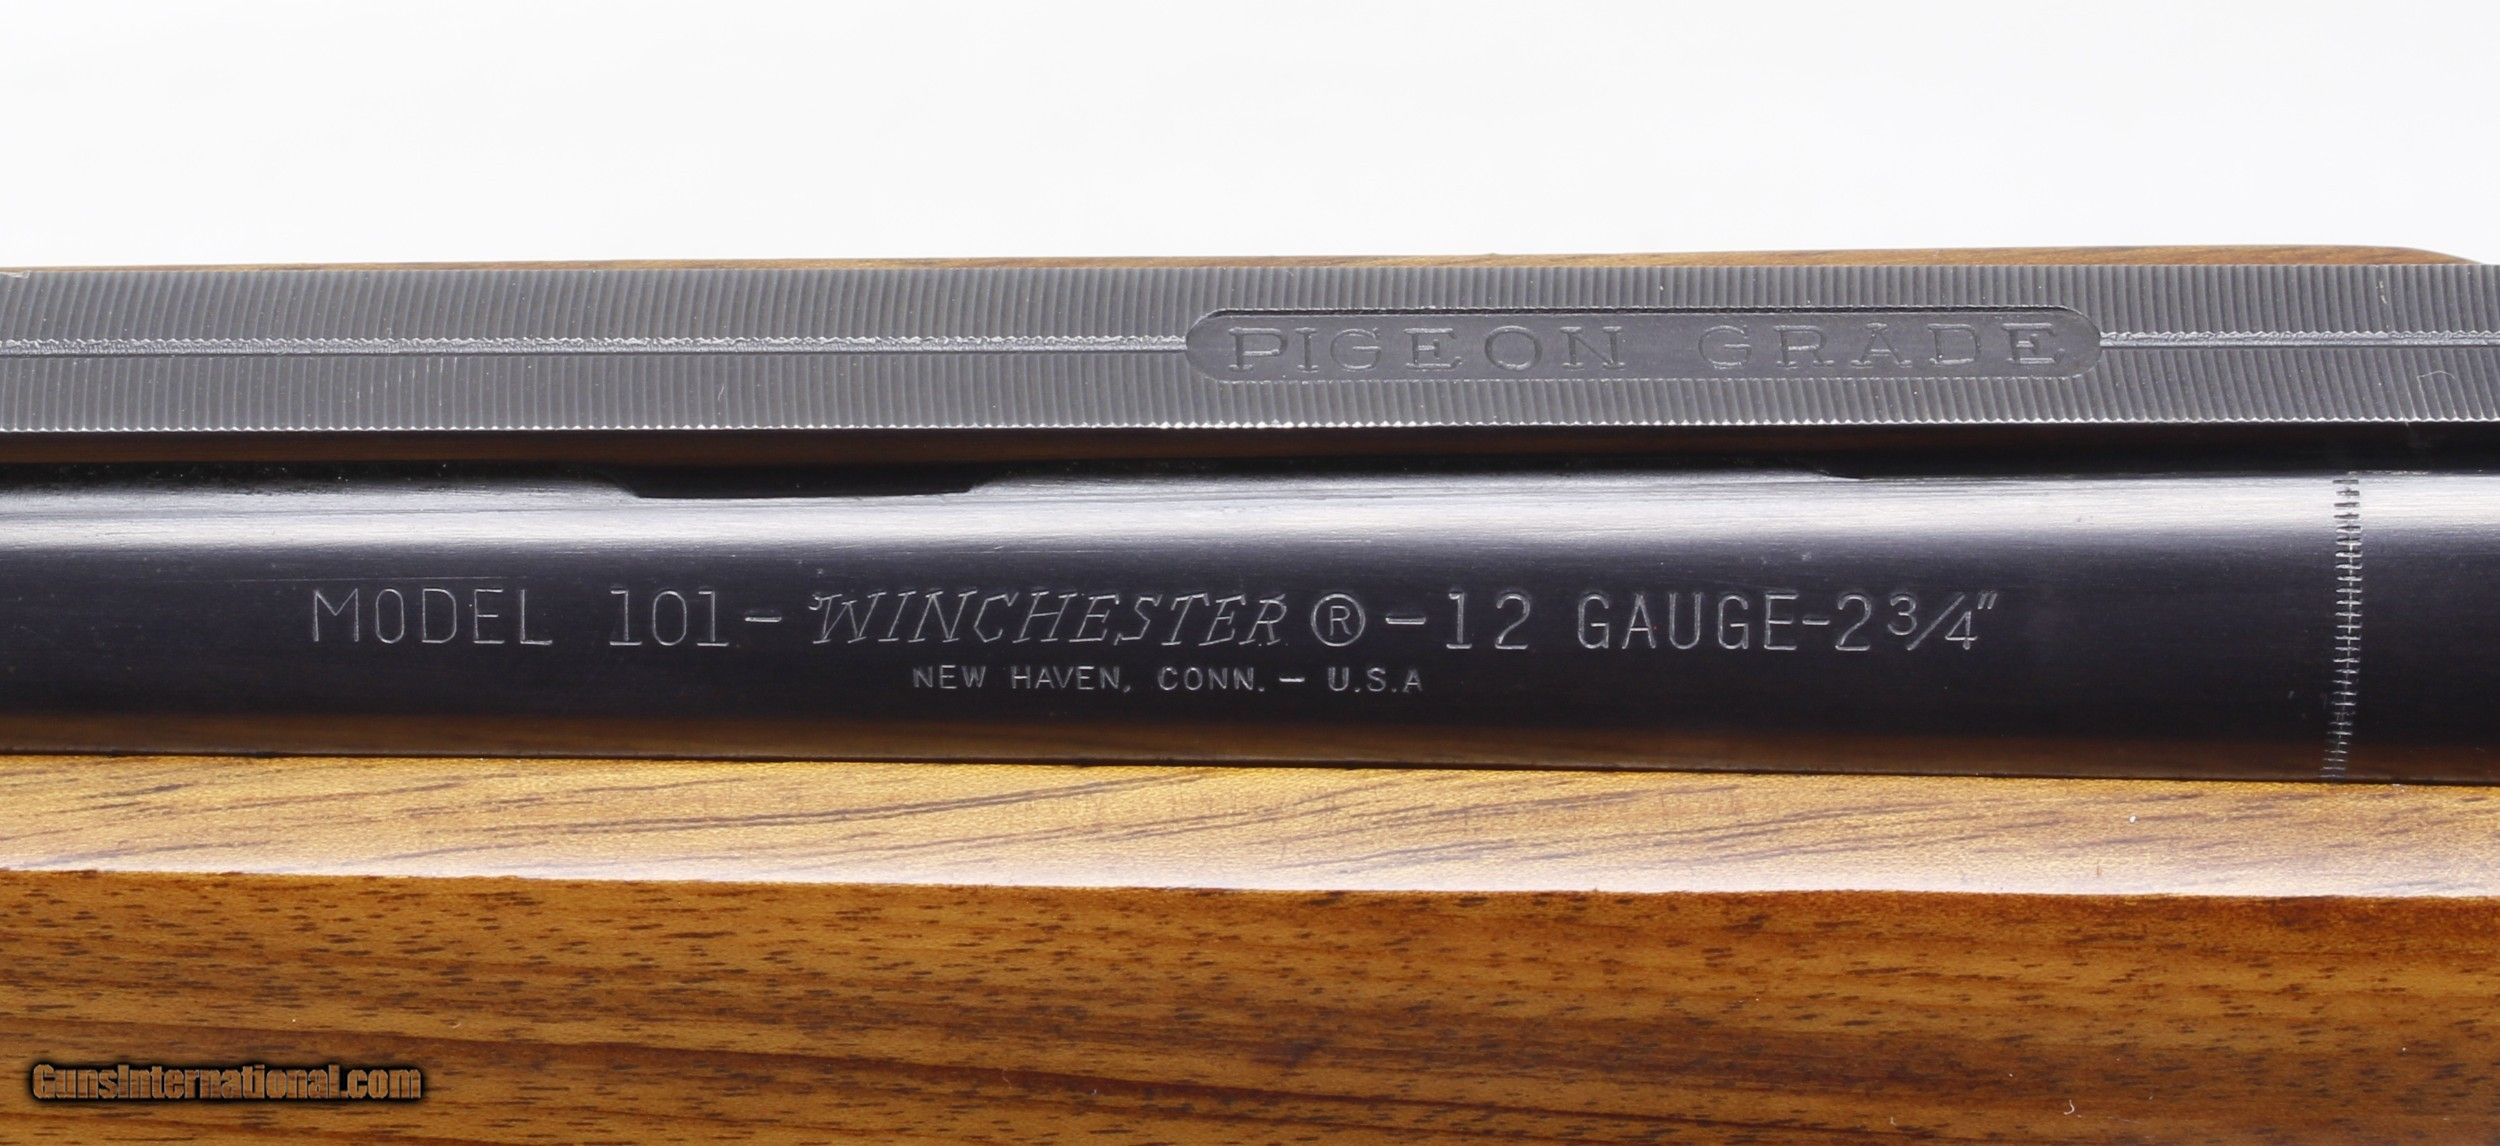 PIGEON GRADE
MODEL 101-WINCHESTER®-12 GAUGE-2¾"
NEW HAVEN, CONN.-U.S.A
GunsInternational.com